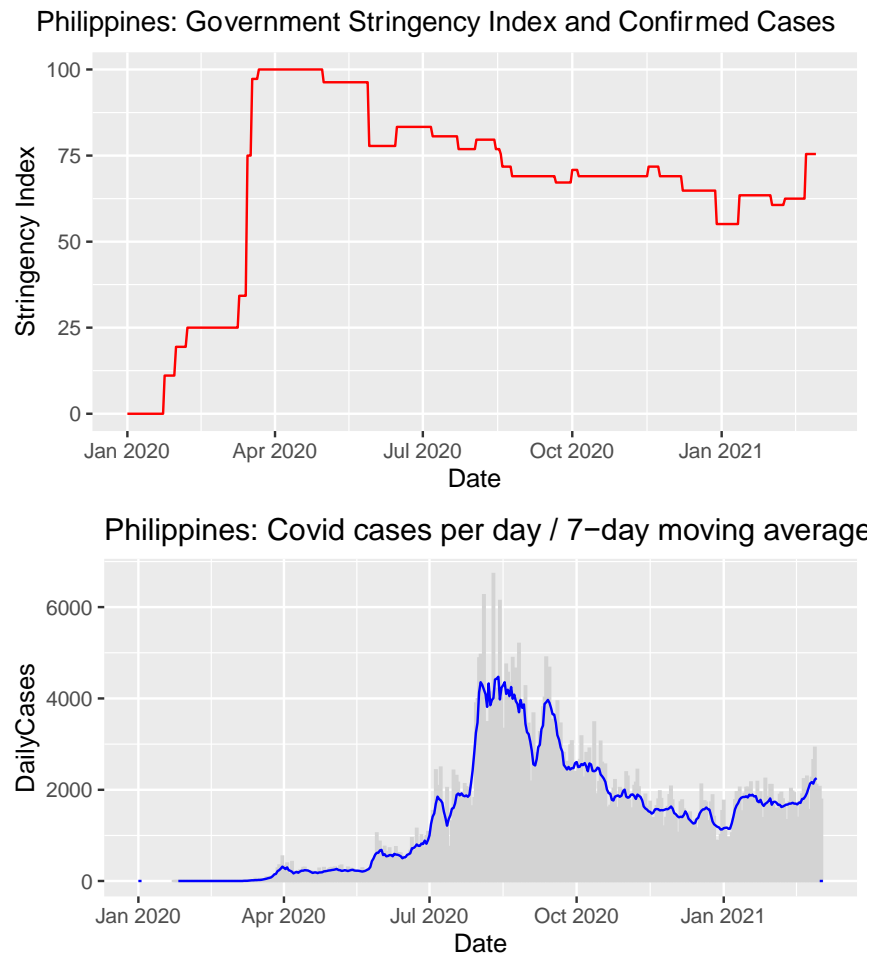 Philippines: Government Stringency Index and Confirmed Cases
100
75
50
25
0
Stringency Index
Jan 2020 Apr 2020 Jul 2020 Oct 2020 Jan 2021
Date
Philippines: Covid cases per day / 7−day moving average
6000
4000
2000
0
DailyCases
Jan 2020 Apr 2020 Jul 2020 Oct 2020 Jan 2021
Date